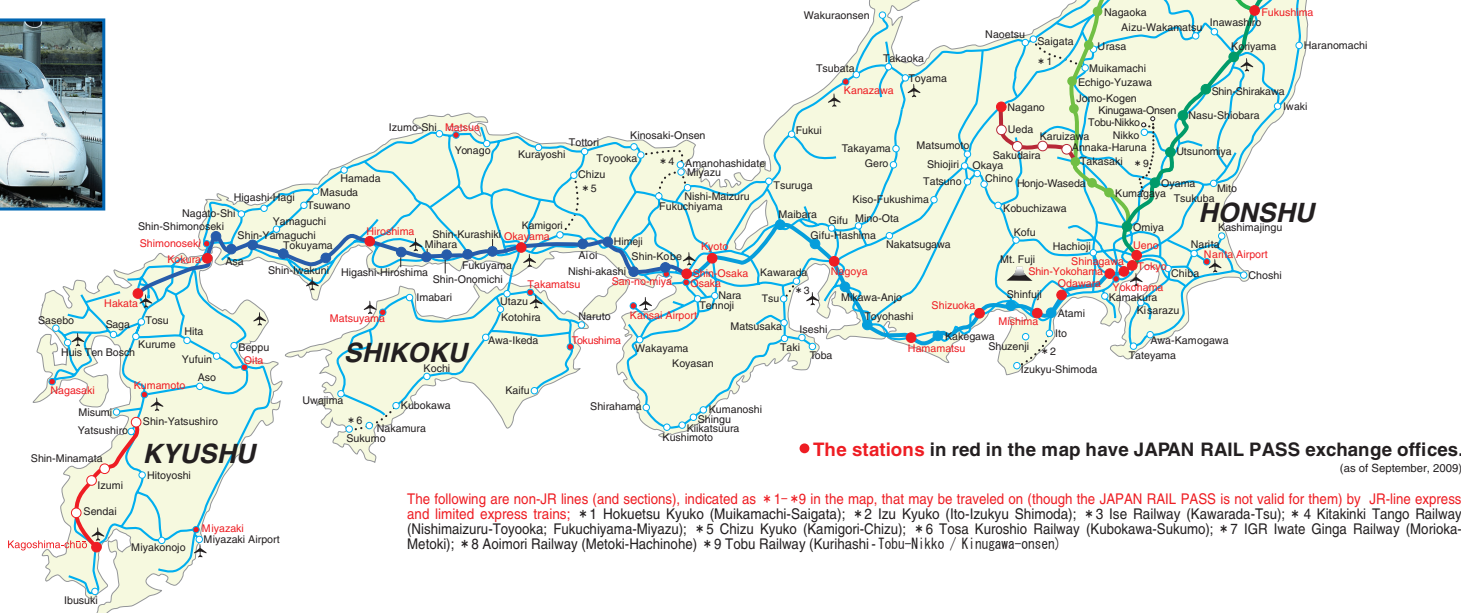 Wakuraonsen
Nagaoka
Fukushima
Aizu-Wakamatsu
Inawashiro
Naoetsu
Saigata
Urasa
Koriyama
Haranomachi
Takaoka
*1
Tsubata
Toyama
Muikamachi
Kanazawa
Echigo-Yuzawa
Shin-Shirakawa
Jomo-Kogen
Nagano
Kinugawa-Onsen
Iwaki
Nasu-Shiobara
Tobu-Nikko
Izumo-Shi
Matsue
Fukui
Ueda
Karuizawa
Nikko
Kinosaki-Onsen
Tottori
Takayama
Matsumoto
Annaka-Haruna
Utsunomiya
Yonago
Kurayoshi
Toyooka
*4
Amanohashidate
Gero
Shiojiri
Okaya
Sakudaira
Takasaki
*9
Miyazu
Hamada
Chizu
Tatsuno
Chino
Honjo-Waseda
Oyama
Masuda
*5
Tsuruga
Mito
Higashi-Hagi
Tsuwano
Nishi-Maizuru
Kumagaya
Tsukuba
Fukuchiyama
Kiso-Fukushima
HONSHU
Nagato-Shi
Kobuchizawa
Maibara
Gifu
Mino-Ota
Shin-Shimonoseki
Yamaguchi
Kamigori
Omiya
Kashimajingu
Shin-Yamaguchi
Hiroshima
Shin-Kurashiki
Okayama
Kofu
Shimonoseki
Tokuyama
Mihara
Himeji
Kyoto
Gifu-Hashima
Nakatsugawa
Hachioji
Ueno
Narita
Kokura
Asa
Aioi
Shin-Kobe
Mt. Fuji
Shinagawa
Narita Airport
Shin-Iwakuni
Higashi-Hiroshima
Fukuyama
Nishi-akashi
Shin-Osaka
Kawarada
Nagoya
Shin-Yokohama
Tokyo
Chiba
Choshi
Shin-Onomichi
San-no-miya
Osaka
Odawara
Yokohama
Hakata
Imabari
Takamatsu
Nara
Tsu
*3
Mikawa-Anjo
Shinfuji
Kamakura
Utazu
Tennoji
Shizuoka
Kisarazu
Sasebo
Saga
Tosu
Matsuyama
Kotohira
Naruto
Kansai Airport
Toyohashi
Mishima
Atami
Hita
Matsusaka
Iseshi
Kakegawa
Ito
Huis Ten Bosch
Kurume
Beppu
Awa-Ikeda
Tokushima
Wakayama
Taki
Hamamatsu
Shuzenji
Awa-Kamogawa
Yufuin
Oita
SHIKOKU
Koyasan
Toba
*2
Tateyama
Nagasaki
Kumamoto
Aso
Kochi
Izukyu-Shimoda
Kaifu
Uwajima
Misumi
Shin-Yatsushiro
Kubokawa
Shirahama
Kumanoshi
Yatsushiro
*6
Nakamura
Shingu
KYUSHU
Sukumo
Kiikatsuura
Kushimoto
Shin-Minamata
Hitoyoshi
Izumi
Sendai
Miyazaki
Kagoshima-chūō
Miyakonojo
Miyazaki Airport
Ibusuki
The stations in red in the map have JAPAN RAIL PASS exchange offices.
(as of September, 2009)
The following are non-JR lines (and sections), indicated as *1-*9 in the map, that may be traveled on (though the JAPAN RAIL PASS is not valid for them) by JR-line express
and limited express trains; *1 Hokuetsu Kyuko (Muikamachi-Saigata); *2 Izu Kyuko (Ito-Izukyu Shimoda); *3 Ise Railway (Kawarada-Tsu); *4 Kitakinki Tango Railway
(Nishimaizuru-Toyooka; Fukuchiyama-Miyazu); *5 Chizu Kyuko (Kamigori-Chizu); *6 Tosa Kuroshio Railway (Kubokawa-Sukumo); *7 IGR Iwate Ginga Railway (Morioka-
Metoki); *8 Aoimori Railway (Metoki-Hachinohe) *9 Tobu Railway (Kurihashi-Tobu-Nikko / Kinugawa-onsen)